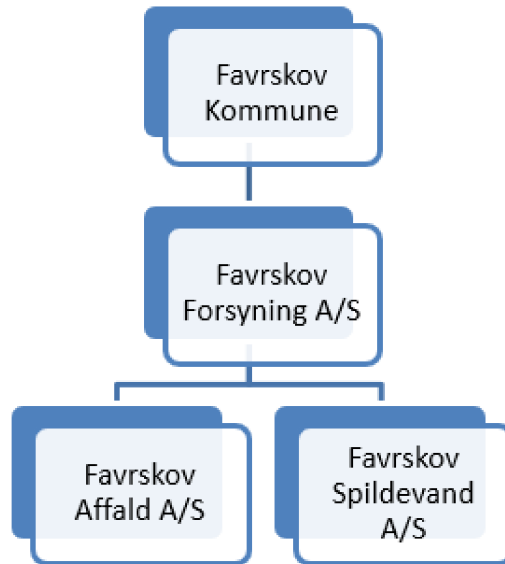 Favrskov
Kommune
Favrskov
Forsyning A/S
Favrskov
Affald A/S
Favrskov
Spildevand
A/S